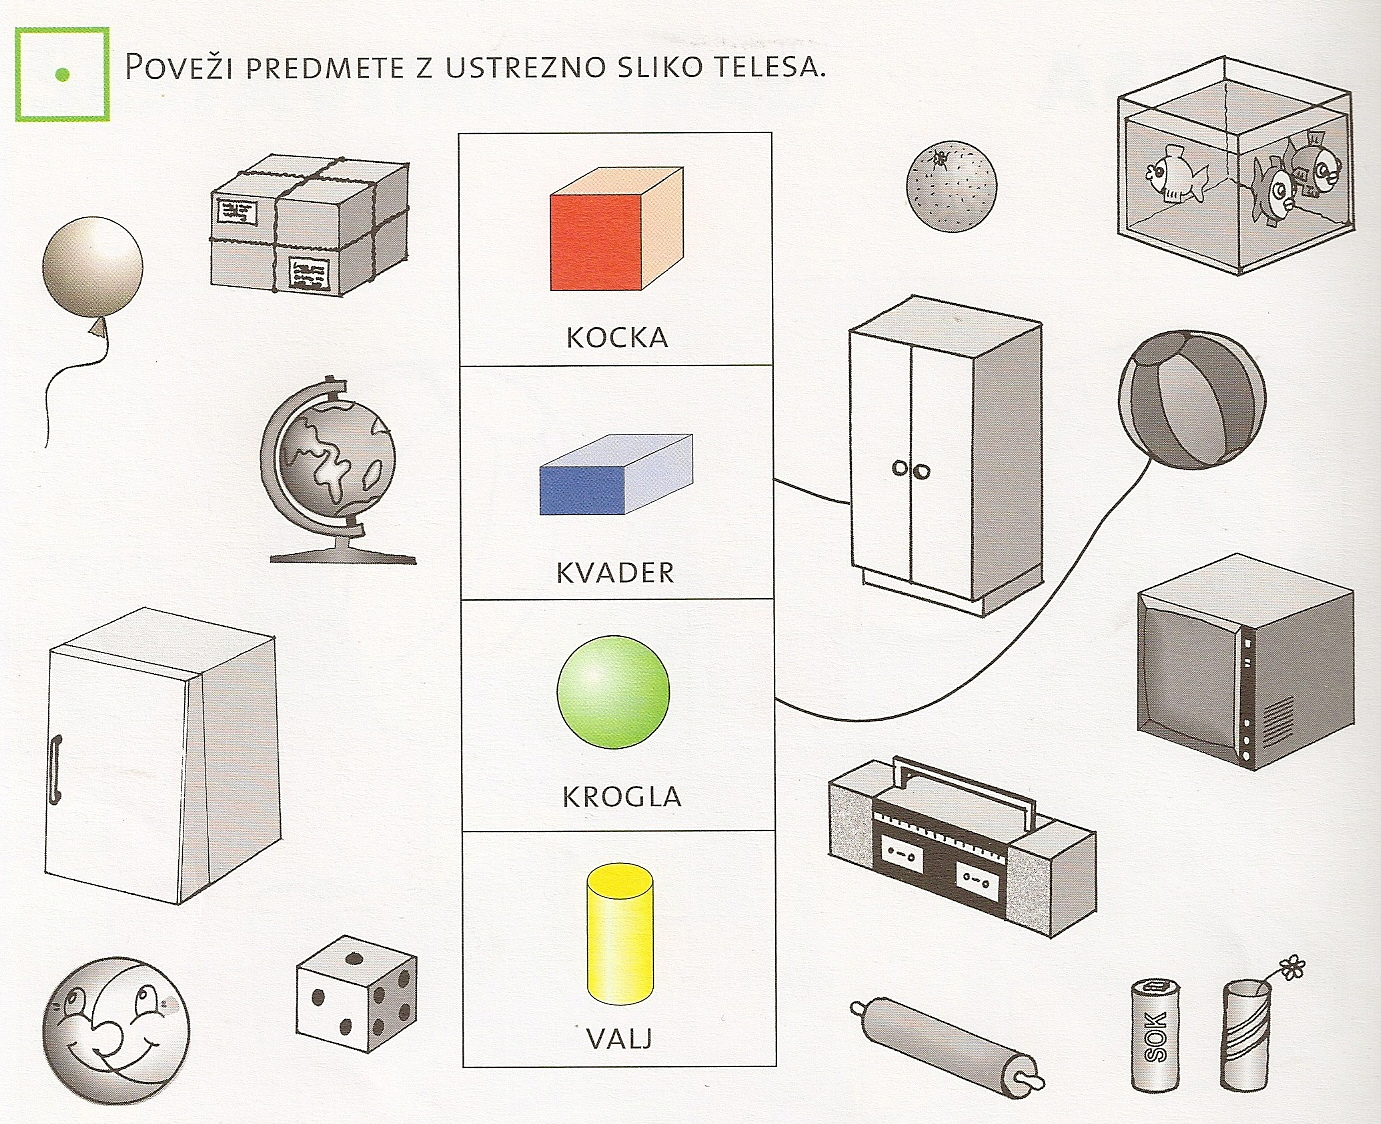 POVEŽI PREDMETE Z USTREZNO SLIKO TELESA.
KOCKA
KVADER
KROGLA
VALJ
SOK